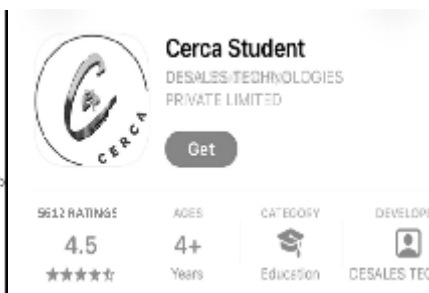 Cerca Student
DESALES TECHNOLOGIES
PRIVATE LIMITED
CERCA
Get
5612 RATINGS
4.5
AGES
4+
Years
CATEGORY
Education
DEVELOPE
DESALES TEC